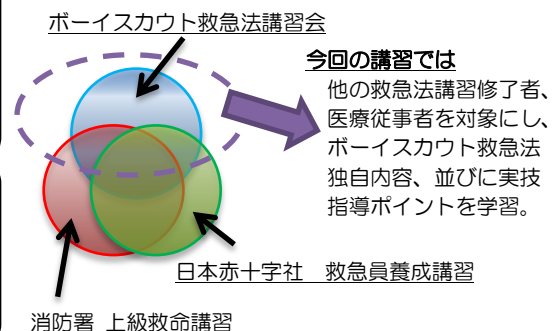 ボーイスカウト救急法講習会
今回の講習では
他の救急法講習修了者、
医療従事者を対象にし、
ボーイスカウト救急法
独自内容、並びに実技
指導ポイントを学習。
日本赤十字社　救急員養成講習
消防署 上級救命講習